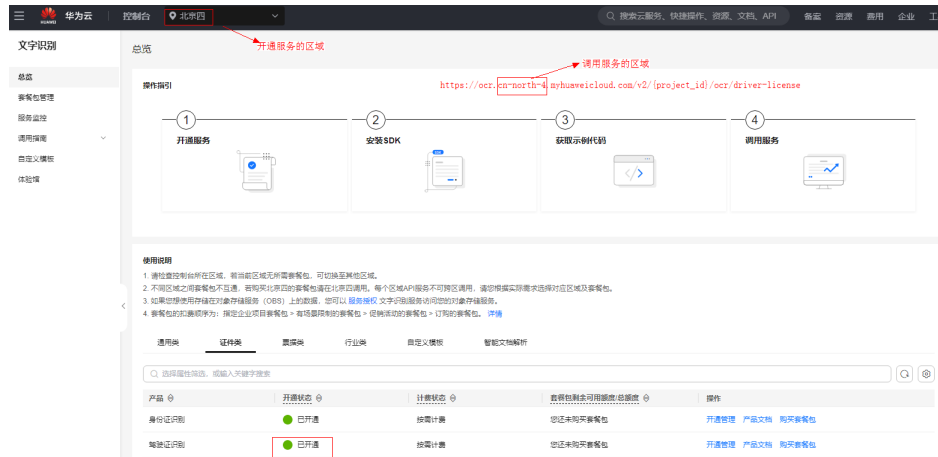 HUAWEI
华为云
控制台
北京四
搜索云服务、快捷操作、资源、文档、API
备案
资源
费用
企业
工
文字识别
总览
套餐包管理
服务监控
调用指南
自定义模板
体验馆
总览
开通服务的区域
调用服务的区域
操作指引
https://ocr.cn-north-4.myhuaweicloud.com/v2/{project_id}/ocr/driver-license
1
开通服务
2
安装SDK
3
获取示例代码
4
调用服务
使用说明
1. 请检查控制台所在区域，若当前区域无所需套餐包，可切换至其他区域。
2. 不同区域之间套餐包不互通，若购买北京四的套餐包请在北京四调用。每个区域API服务不可跨区调用，请您根据实际需求选择对应区域及套餐包。
3. 如果您想使用存储在对象存储服务（OBS）上的数据，您可以 服务授权 文字识别服务访问您的对象存储服务。
4. 套餐包的扣费顺序为：指定企业项目套餐包 > 有场景限制的套餐包 > 促销活动的套餐包 > 订购的套餐包。 详情
通用类
证件类
票据类
行业类
自定义模板
智能文档解析
选择属性筛选，或输入关键字搜索
产品
开通状态
计费状态
套餐包剩余可用额度/总额度
操作
身份证识别
已开通
按需计费
您还未购买套餐包
开通管理 产品文档 购买套餐包
驾驶证识别
已开通
按需计费
您还未购买套餐包
开通管理 产品文档 购买套餐包